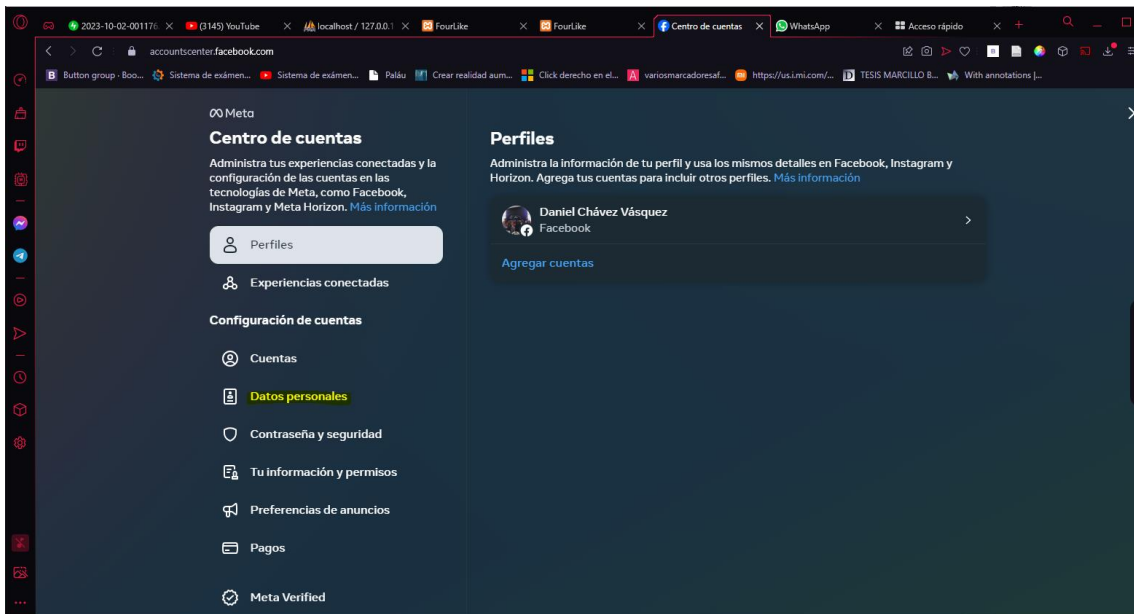 2023-10-02-001176
(3145) YouTube
localhost / 127.0.0.1
FourLike
FourLike
Centro de cuentas
WhatsApp
Acceso rápido
accountscenter.facebook.com
Button group · Boo...
Sistema de exámen...
Sistema de exámen...
Paláu
Crear realidad aum...
Click derecho en el...
variosmarcadoresaf...
https://us.i.mi.com/...
TESIS MARCILLO B...
With annotations |...
Meta
Centro de cuentas
Administra tus experiencias conectadas y la
configuración de las cuentas en las
tecnologías de Meta, como Facebook,
Instagram y Meta Horizon. Más información
Perfiles
Experiencias conectadas
Configuración de cuentas
Cuentas
Datos personales
Contraseña y seguridad
Tu información y permisos
Preferencias de anuncios
Pagos
Meta Verified
Perfiles
Administra la información de tu perfil y usa los mismos detalles en Facebook, Instagram y
Horizon. Agrega tus cuentas para incluir otros perfiles. Más información
Daniel Chávez Vásquez
Facebook
Agregar cuentas